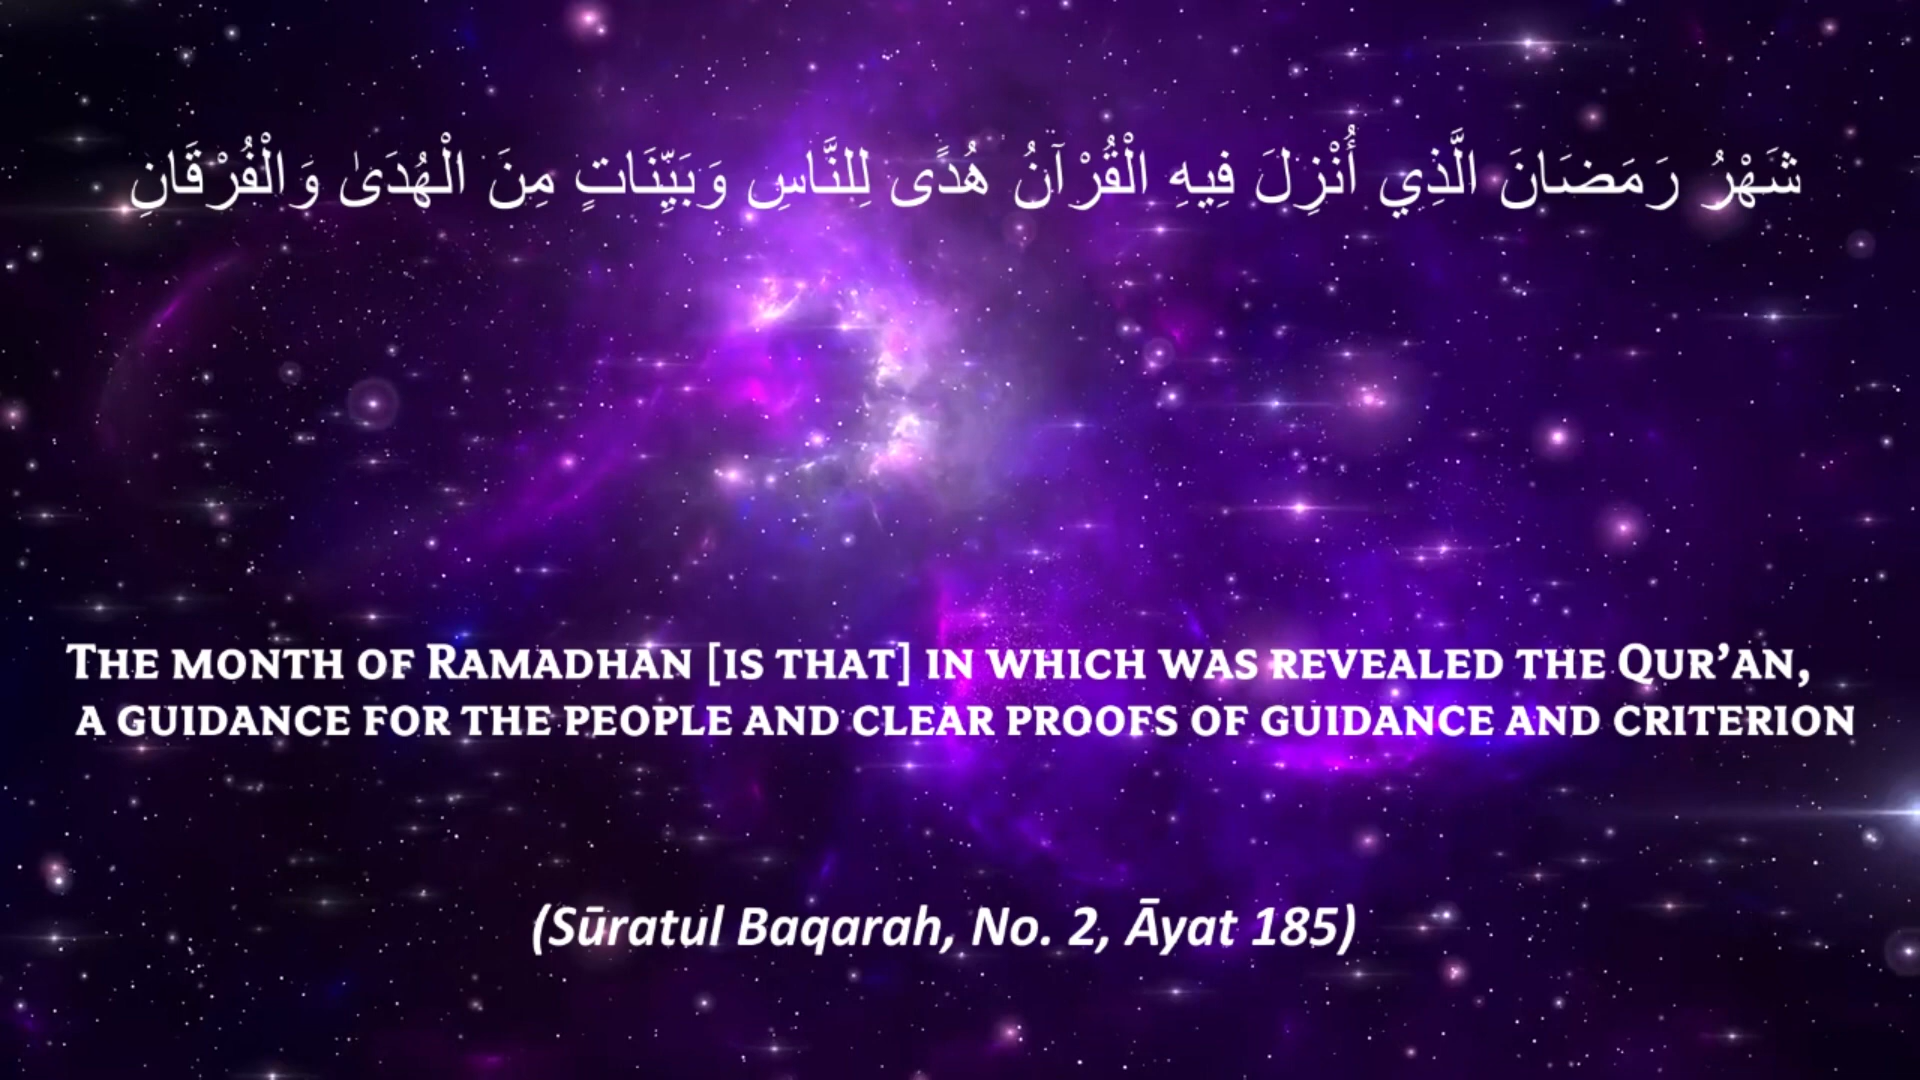 شَهْرُ رَمَضَانَ الَّذِي أُنْزِلَ فِيهِ الْقُرْآنُ هُدًى لِلنَّاسِ وَبَيِّنَاتٍ مِنَ الْهُدَىٰ وَالْفُرْقَانِ
The month of Ramadhan [is that] in which was revealed the Qur’an,
a guidance for the people and clear proofs of guidance and criterion
(Sūratul Baqarah, No. 2, Āyat 185)